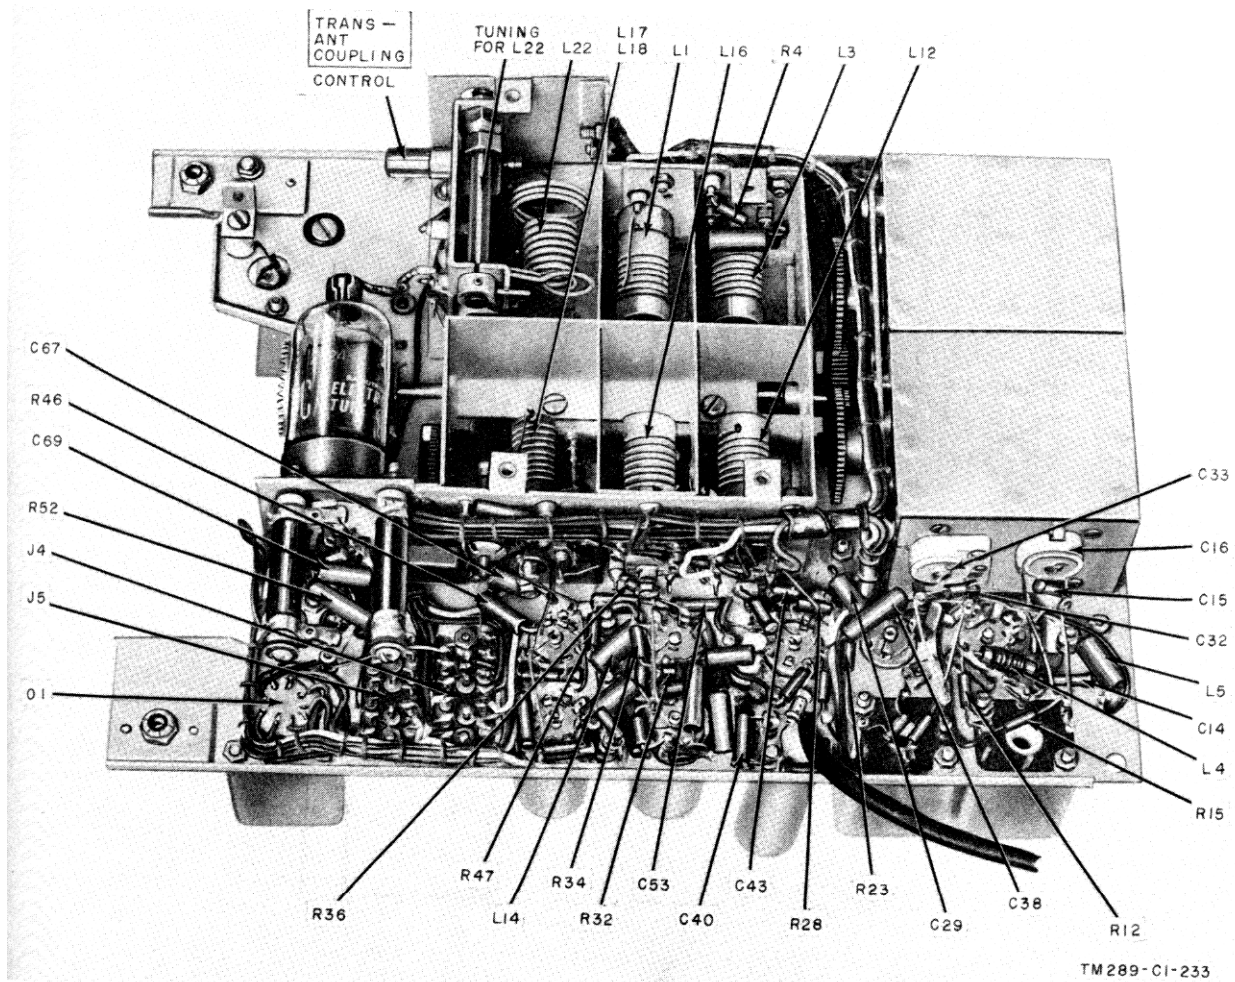 TRANS—
ANT
COUPLING
CONTROL
TUNING
FOR L22
L22
L17
L18
L1
L16
R4
L3
L12
C67
R46
C69
R52
J4
J5
O1
C33
C16
C15
C32
L5
C14
L4
R15
R36
R47
L14
R34
R32
C53
C40
C43
R28
R23
C29
C38
R12
TM289-C1-233